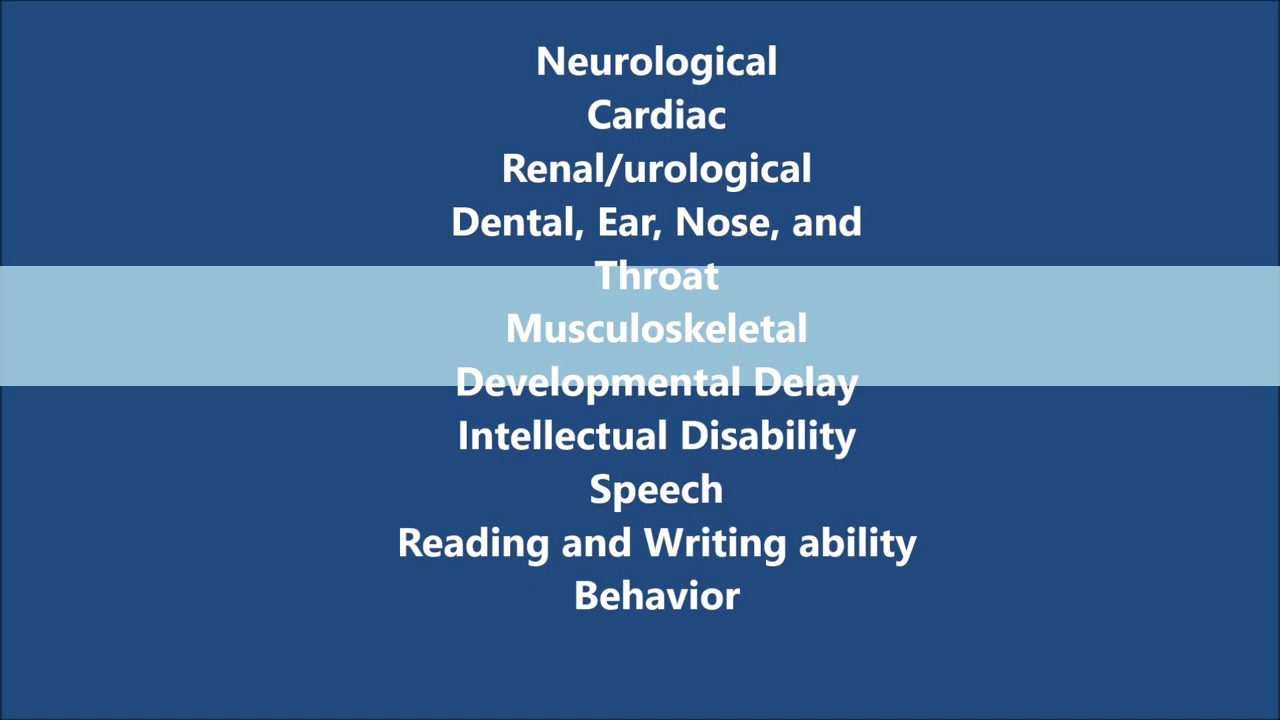 Neurological
Cardiac
Renal/urological
Dental, Ear, Nose, and
Throat
Musculoskeletal
Developmental Delay
Intellectual Disability
Speech
Reading and Writing ability
Behavior